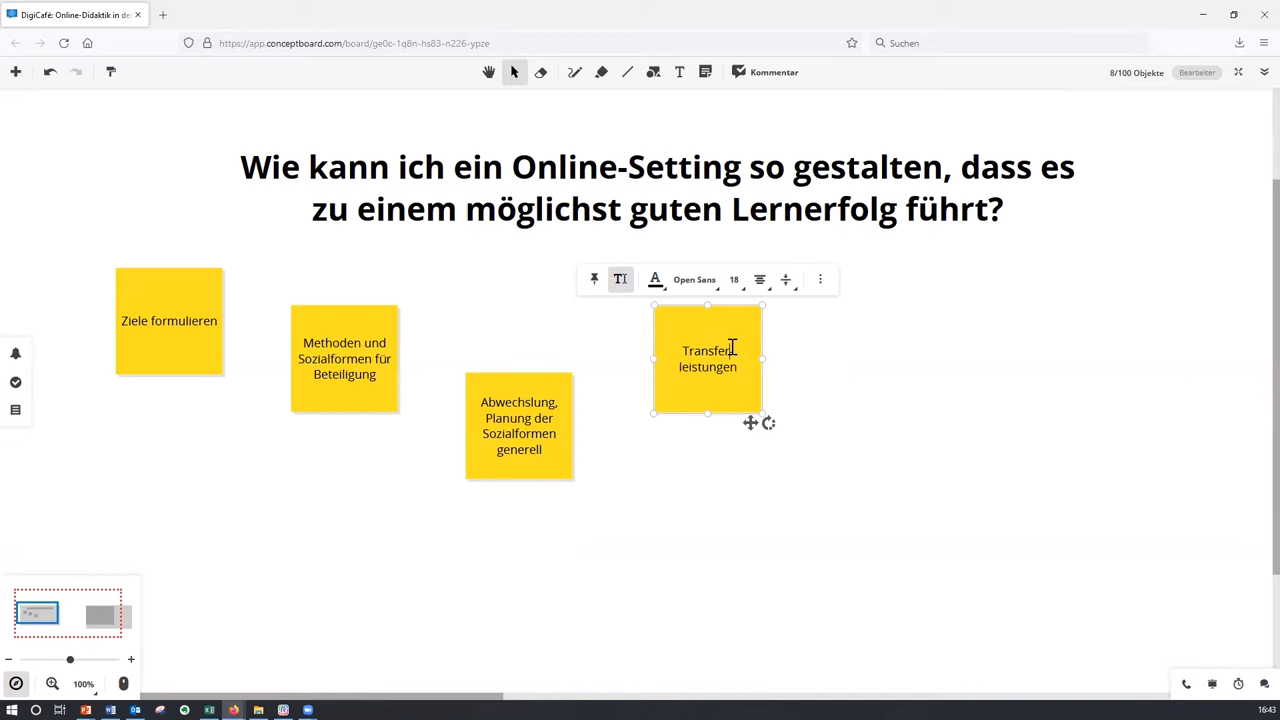 DigiCafé: Online-Didaktik in de
https://app.conceptboard.com/board/ge0c-1q8n-hs83-n226-ypze
Suchen
Kommentar
8/100 Objekte
Bearbeiter
Wie kann ich ein Online-Setting so gestalten, dass es
zu einem möglichst guten Lernerfolg führt?
Open Sans
18
Ziele formulieren
Methoden und
Sozialformen für
Beteiligung
Abwechslung,
Planung der
Sozialformen
generell
Transfer
leistungen
100%
16:43